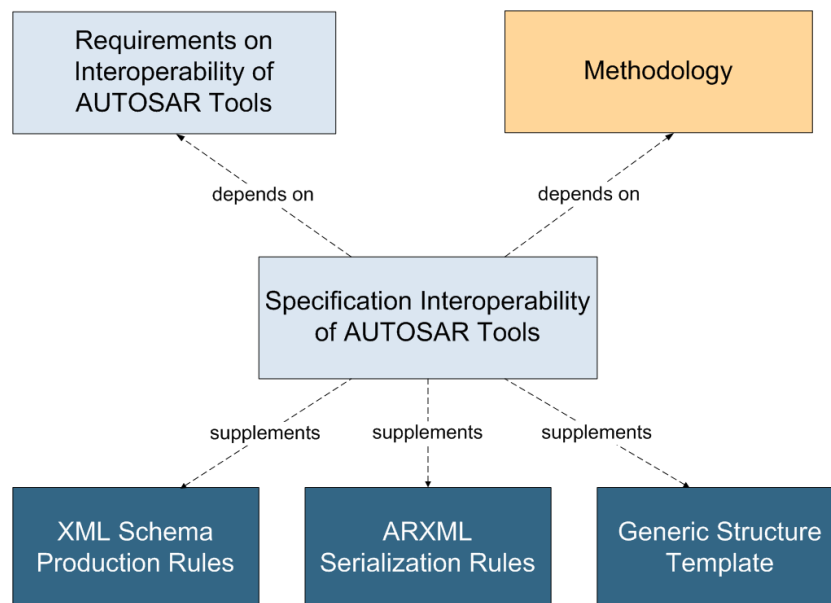 Requirements on
Interoperability of
AUTOSAR Tools
Methodology
depends on
depends on
Specification Interoperability
of AUTOSAR Tools
supplements
supplements
supplements
XML Schema
Production Rules
ARXML
Serialization Rules
Generic Structure
Template